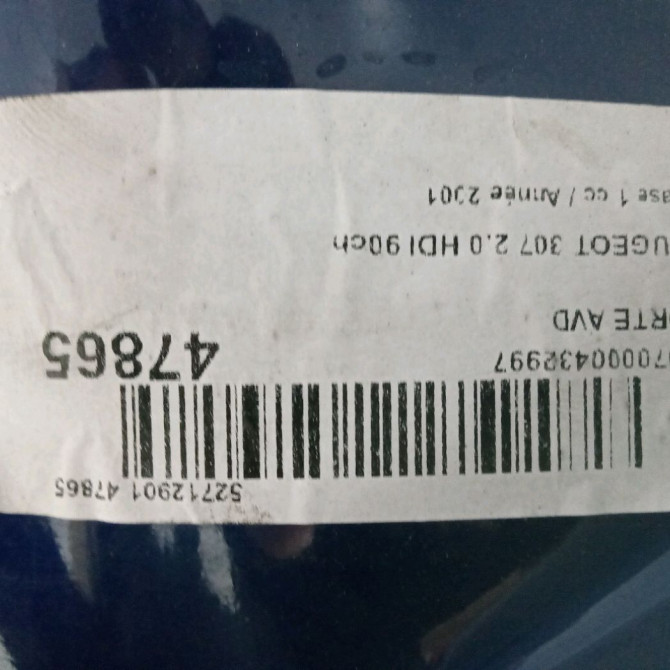 52712901 47865
70000432997 47865
RTE AVD
UGEOT 307 2.0 HDI 90ch
ase 1 cc / Année 2001